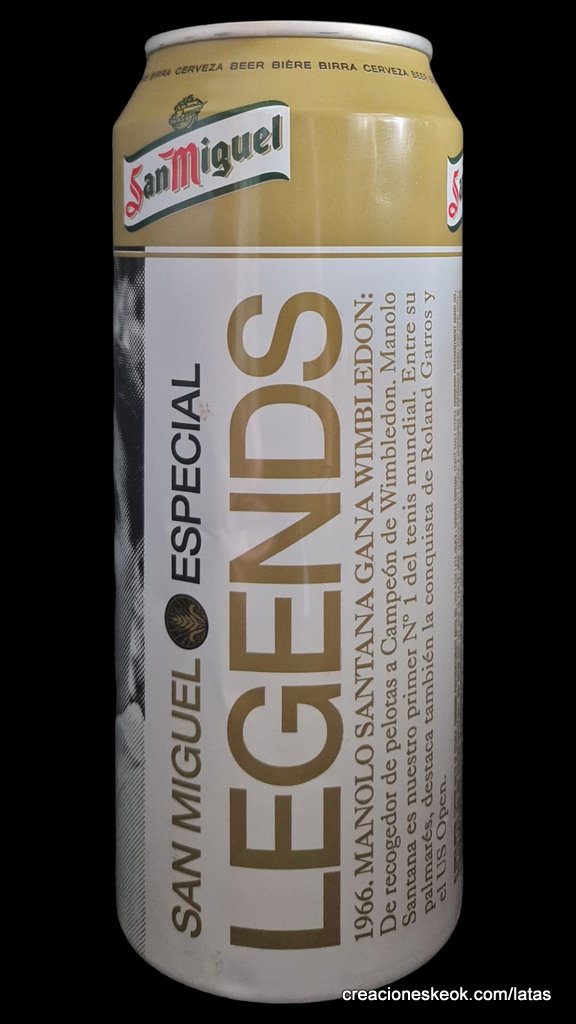 BIRRA CERVEZA BEER BIÈRE BIRRA CERVEZA BEER
San Miguel
SAN MIGUEL ESPECIAL
LEGENDS
1966. MANOLO SANTANA GANA WIMBLEDON:
De recogedor de pelotas a Campeón de Wimbledon. Manolo
Santana es nuestro primer Nº 1 del tenis mundial. Entre su
palmarés, destaca también la conquista de Roland Garros y
el US Open.
creacioneskeok.com/latas